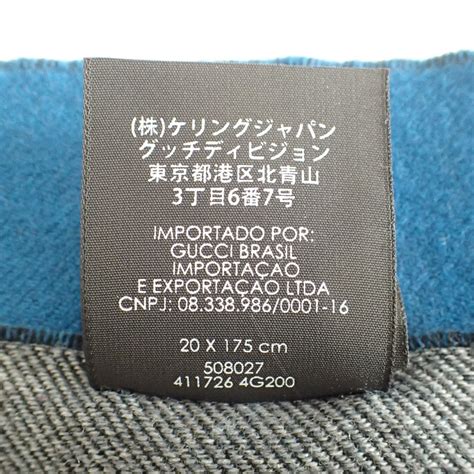 (株)ケリングジャパン
グッチディビジョン
東京都港区北青山
3丁目6番7号
IMPORTADO POR:
GUCCI BRASIL
IMPORTAÇAO
E EXPORTACAO LTDA
CNPJ: 08.338.986/0001-16
20 X 175 cm
508027
411726 4G200